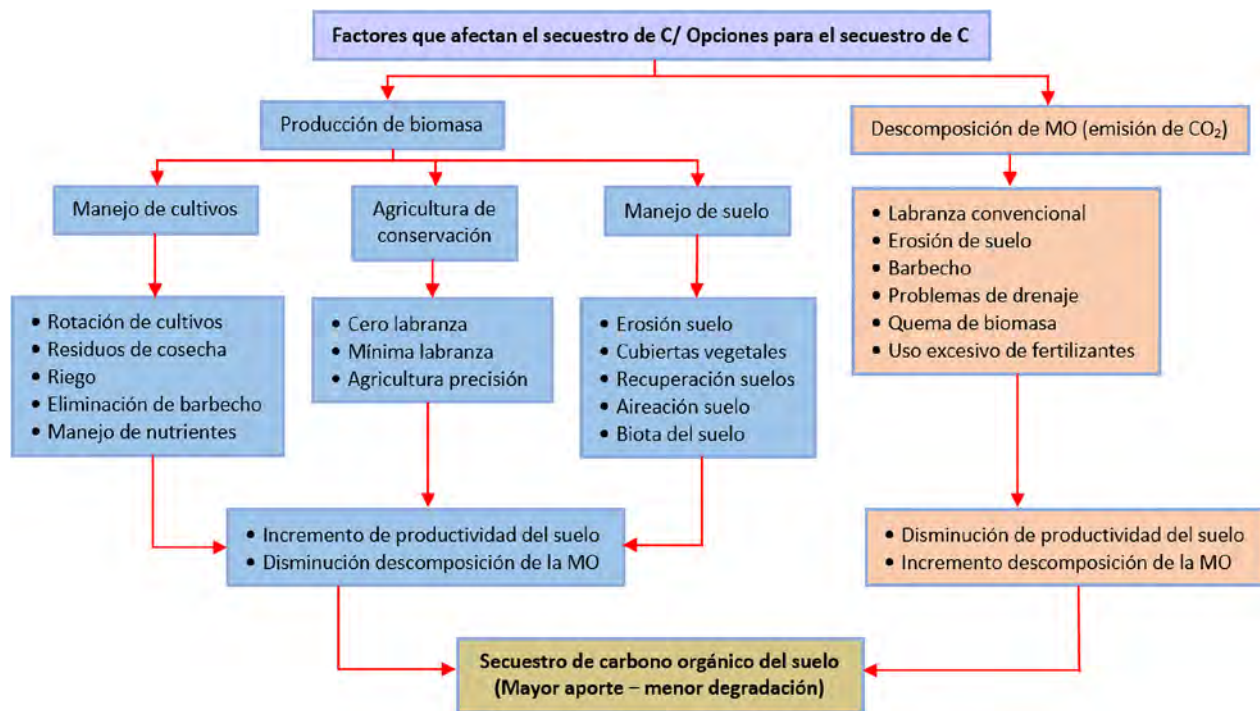 Factores que afectan el secuestro de C/ Opciones para el secuestro de C
Producción de biomasa
Descomposición de MO (emisión de CO₂)
Manejo de cultivos
Agricultura de
conservación
Manejo de suelo
• Rotación de cultivos
• Residuos de cosecha
• Riego
• Eliminación de barbecho
• Manejo de nutrientes
• Cero labranza
• Mínima labranza
• Agricultura precisión
• Erosión suelo
• Cubiertas vegetales
• Recuperación suelos
• Aireación suelo
• Biota del suelo
• Labranza convencional
• Erosión de suelo
• Barbecho
• Problemas de drenaje
• Quema de biomasa
• Uso excesivo de fertilizantes
• Incremento de productividad del suelo
• Disminución descomposición de la MO
• Disminución de productividad del suelo
• Incremento descomposición de la MO
Secuestro de carbono orgánico del suelo
(Mayor aporte – menor degradación)